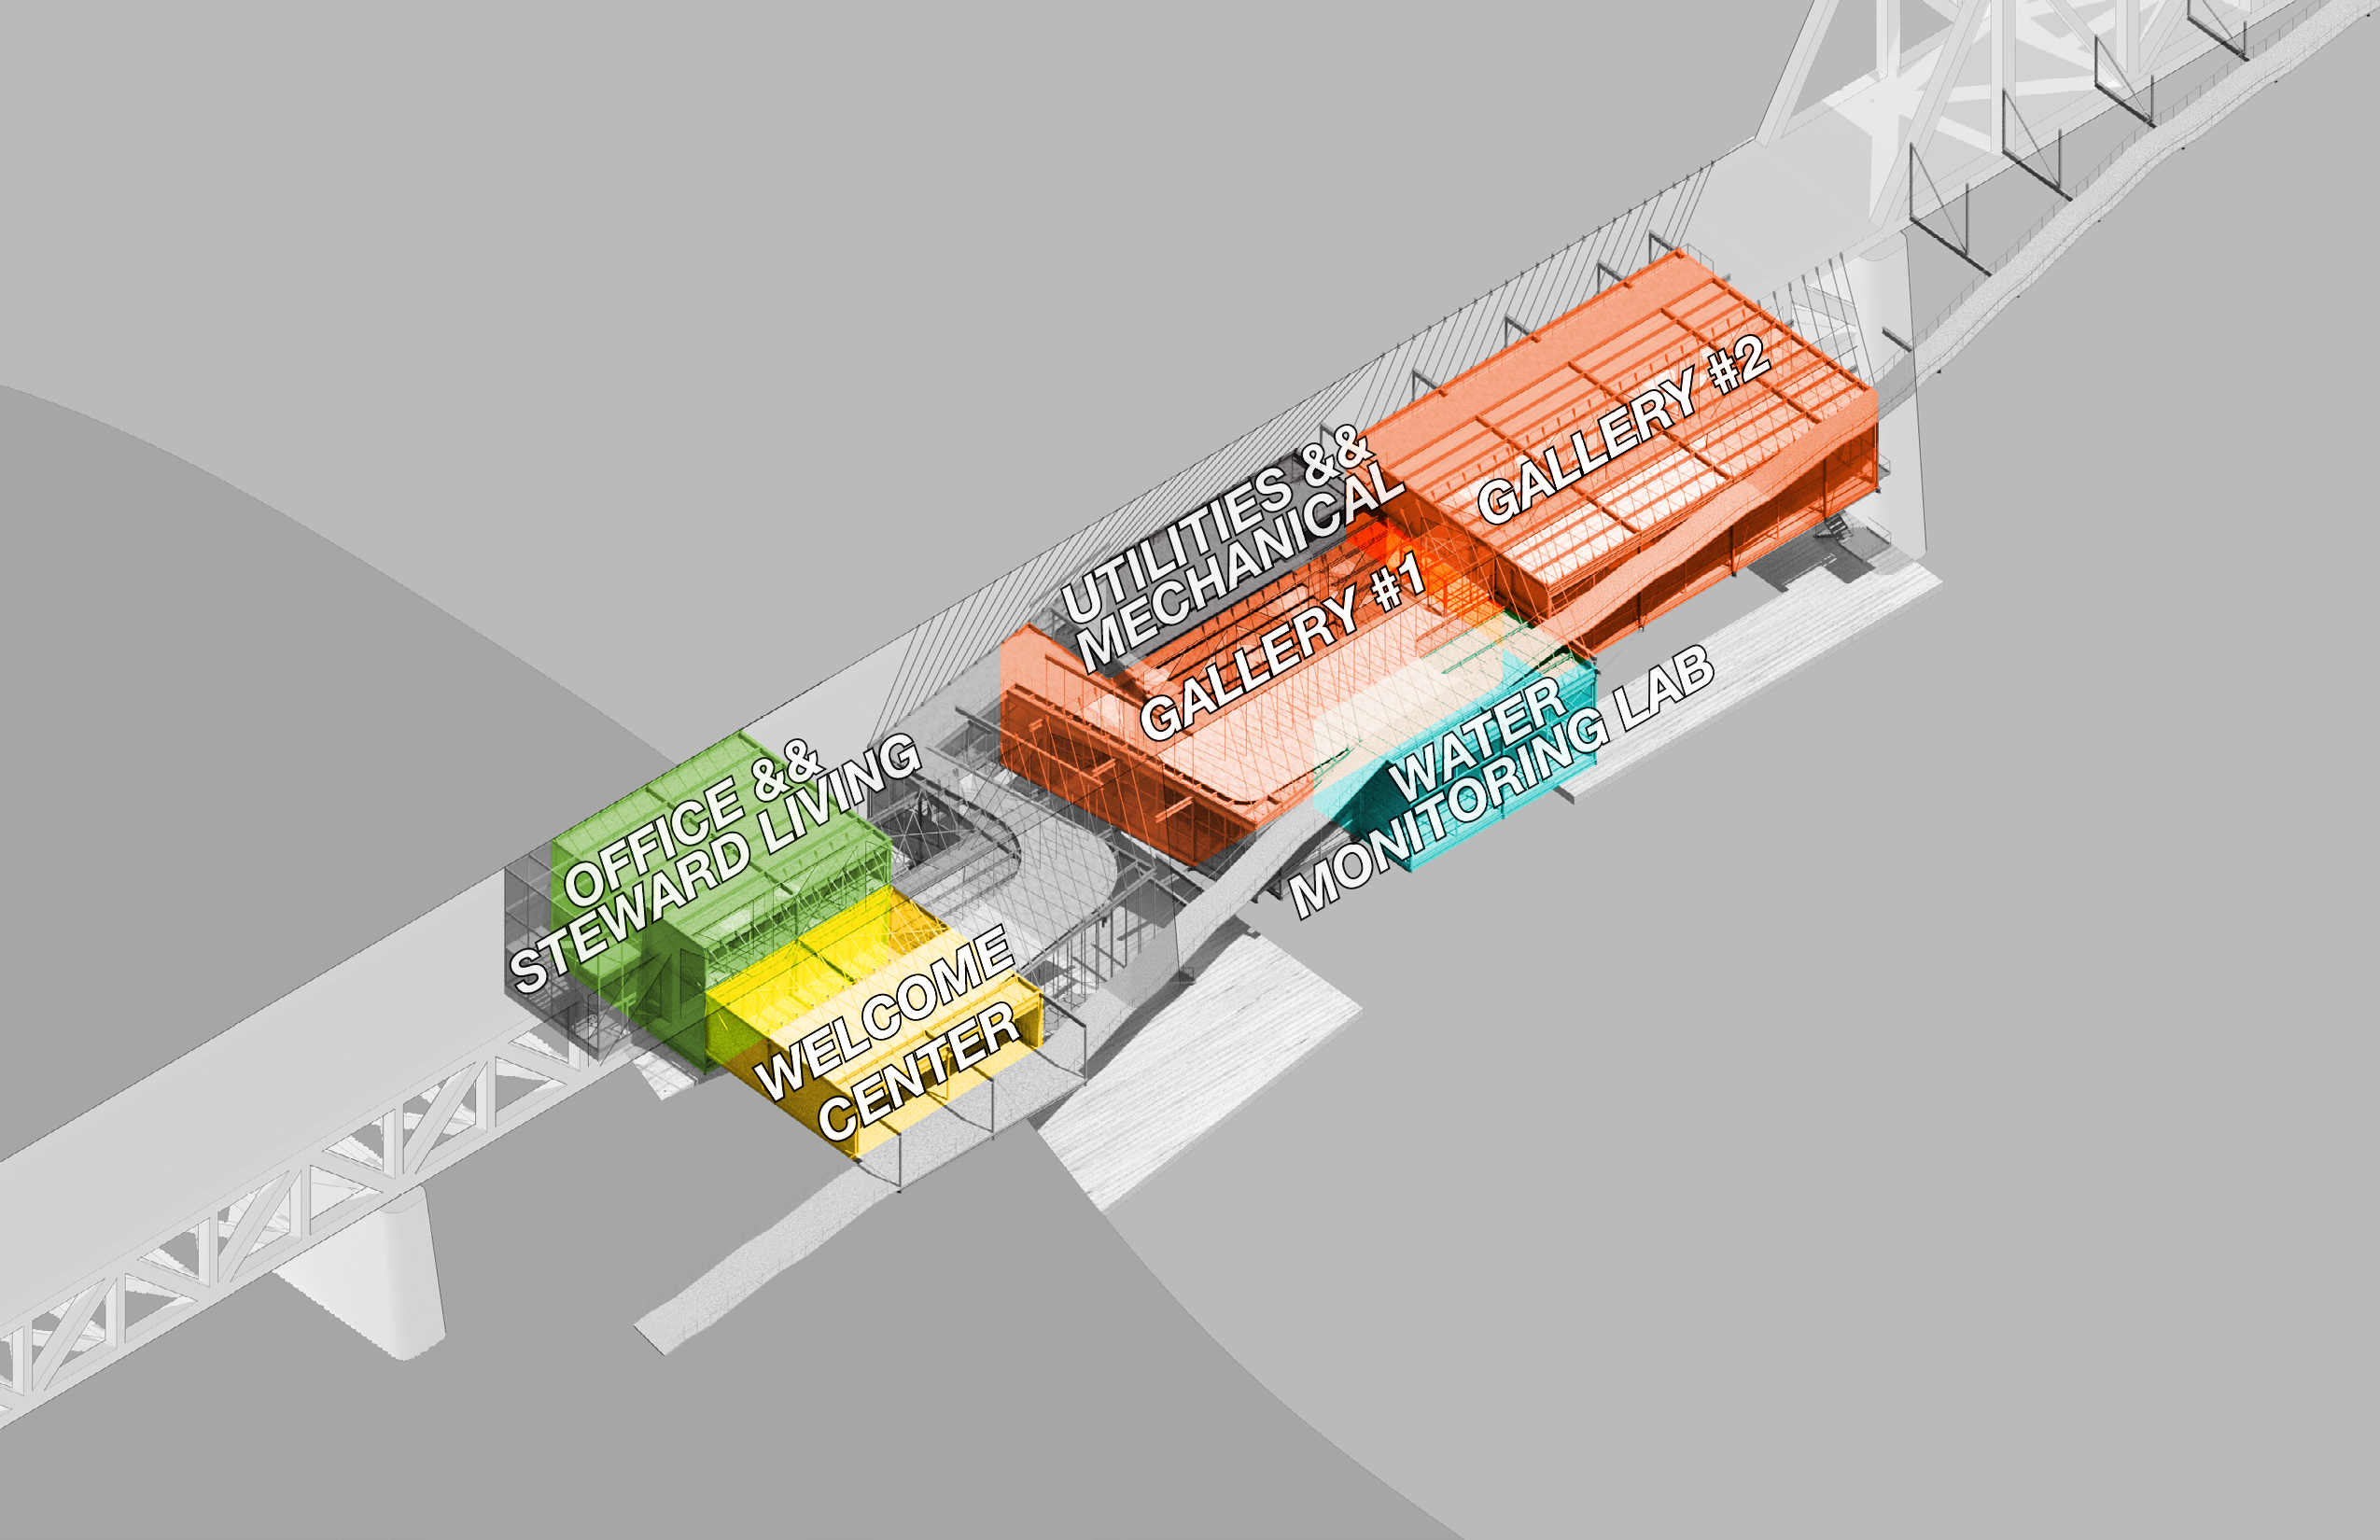 GALLERY #2
UTILITIES &&
MECHANICAL
GALLERY #1
WATER
MONITORING LAB
OFFICE &&
STEWARD LIVING
WELCOME
CENTER